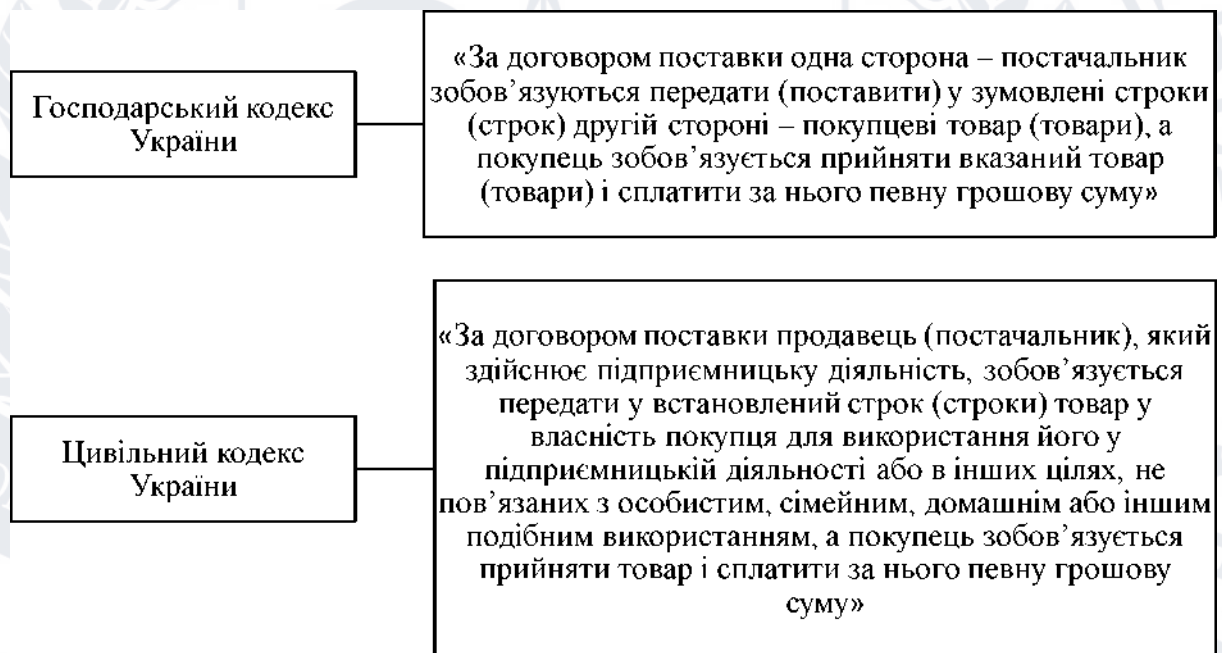 Господарський кодекс
України
«За договором поставки одна сторона – постачальник
зобов’язуються передати (поставити) у зумовлені строки
(строк) другій стороні – покупцеві товар (товари), а
покупець зобов’язується прийняти вказаний товар
(товари) і сплатити за нього певну грошову суму»
Цивільний кодекс
України
«За договором поставки продавець (постачальник), який
здійснює підприємницьку діяльність, зобов’язується
передати у встановлений строк (строки) товар у
власність покупця для використання його у
підприємницькій діяльності або в інших цілях, не
пов’язаних з особистим, сімейним, домашнім або іншим
подібним використанням, а покупець зобов’язується
прийняти товар і сплатити за нього певну грошову
суму»